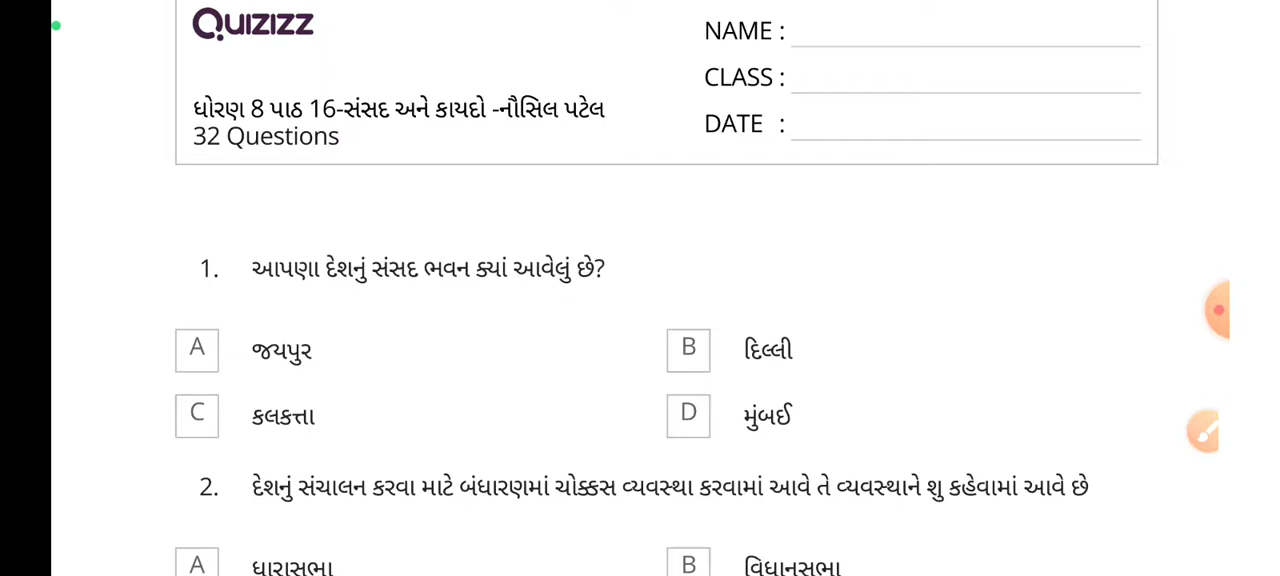 Quizizz
NAME :
CLASS :
DATE :
ધોરણ 8 પાઠ 16-સંસદ અને કાયદો -નૌસિલ પટેલ
32 Questions
1. આપણા દેશનું સંસદ ભવન ક્યાં આવેલું છે?
A જયપુર
B દિલ્લી
C કલકત્તા
D મુંબઈ
2. દેશનું સંચાલન કરવા માટે બંધારણમાં ચોક્કસ વ્યવસ્થા કરવામાં આવે તે વ્યવસ્થાને શુ કહેવામાં આવે છે
A ધારાસભા
B વિધાનસભા